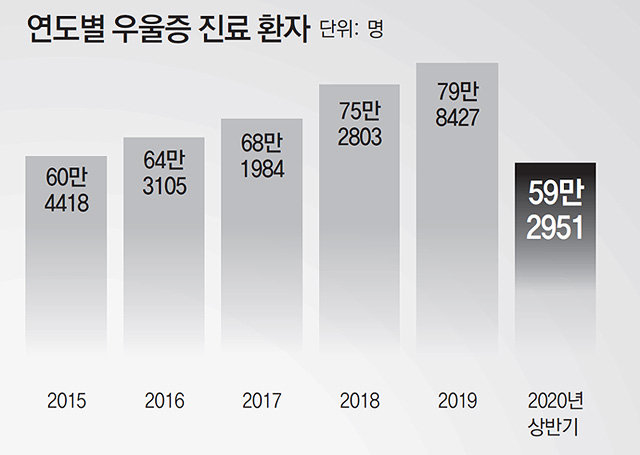 연도별 우울증 진료 환자 단위: 명
60만
4418
64만
3105
68만
1984
75만
2803
79만
8427
59만
2951
2015
2016
2017
2018
2019
2020년
상반기